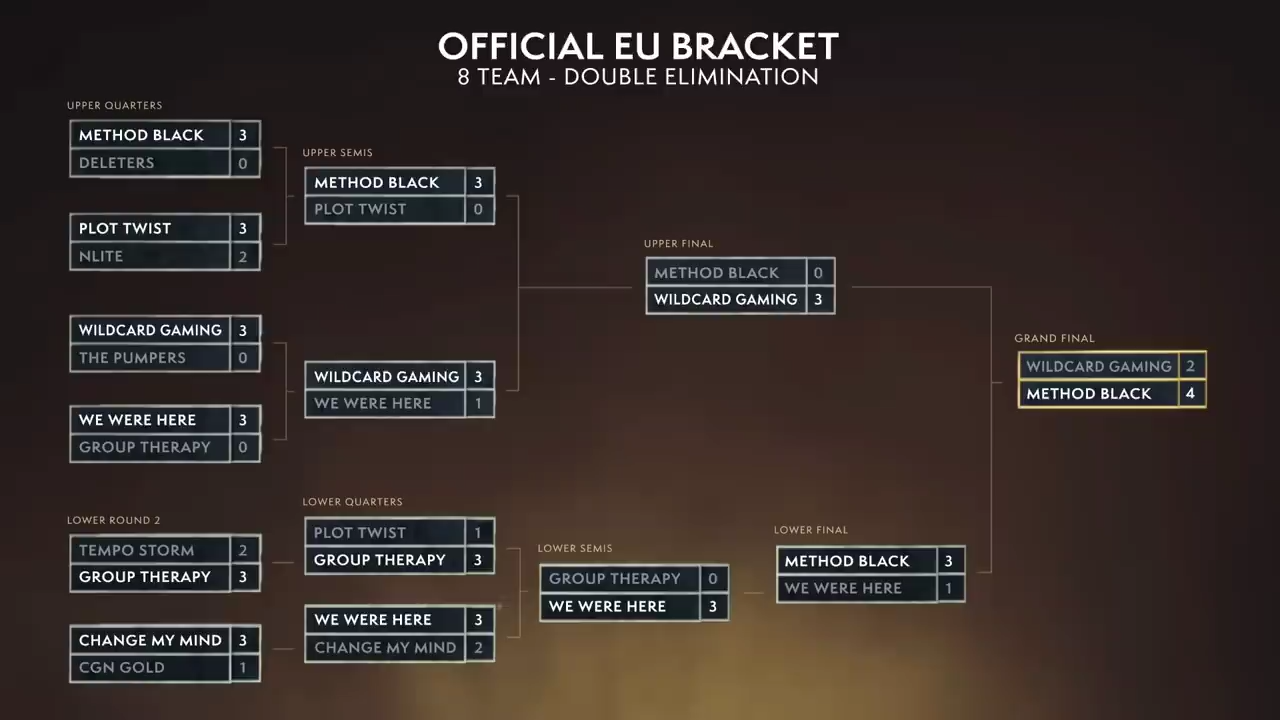 OFFICIAL EU BRACKET
8 TEAM - DOUBLE ELIMINATION
UPPER QUARTERS
METHOD BLACK 3
DELETERS 0
PLOT TWIST 3
NLITE 2
WILDCARD GAMING 3
THE PUMPERS 0
WE WERE HERE 3
GROUP THERAPY 0
UPPER SEMIS
METHOD BLACK 3
PLOT TWIST 0
WILDCARD GAMING 3
WE WERE HERE 1
UPPER FINAL
METHOD BLACK 0
WILDCARD GAMING 3
GRAND FINAL
WILDCARD GAMING 2
METHOD BLACK 4
LOWER ROUND 2
TEMPO STORM 2
GROUP THERAPY 3
CHANGE MY MIND 3
CGN GOLD 1
LOWER QUARTERS
PLOT TWIST 1
GROUP THERAPY 3
WE WERE HERE 3
CHANGE MY MIND 2
LOWER SEMIS
GROUP THERAPY 0
WE WERE HERE 3
LOWER FINAL
METHOD BLACK 3
WE WERE HERE 1